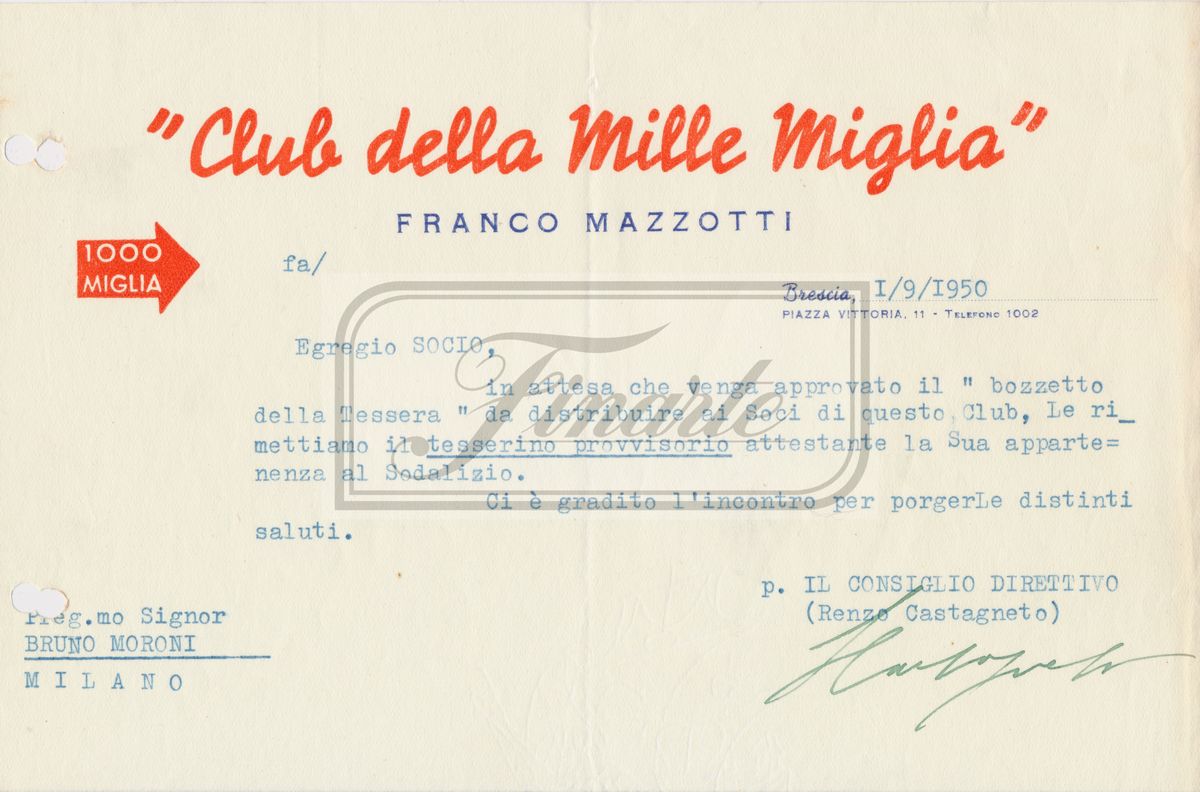 "Club della Mille Miglia"
FRANCO MAZZOTTI
1000
MIGLIA
fa/
Brescia, I/9/I950
PIAZZA VITTORIA, 11 - TELEFONO 1002
Egregio SOCIO,
in attesa che venga approvato il " bozzetto
della Tessera " da distribuire ai Soci di questo Club, Le ri_
mettiamo il tesserino provvisorio attestante la Sua apparte=
nenza al Sodalizio.
Ci è gradito l'incontro per porgerLe distinti
saluti.
Finarte
p. IL CONSIGLIO DIRETTIVO
(Renzo Castagneto)
Castagneto
Preg.mo Signor
BRUNO MORONI
MILANO